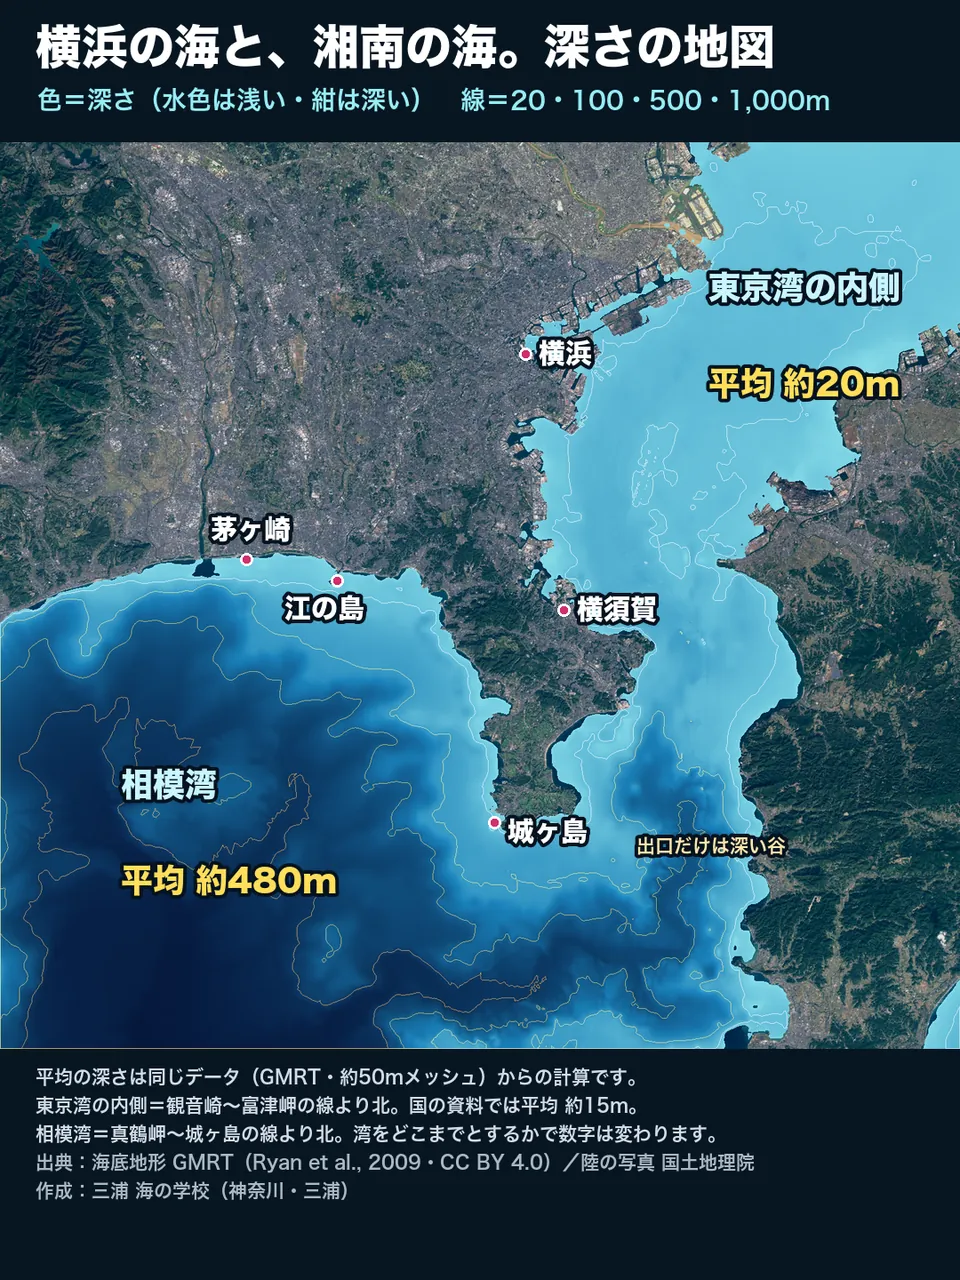 横浜の海と、湘南の海。深さの地図
色＝深さ（水色は浅い・紺は深い）　線＝20・100・500・1,000m
東京湾の内側
横浜
平均 約20m
茅ヶ崎
江の島
横須賀
相模湾
城ヶ島
出口だけは深い谷
平均 約480m
平均の深さは同じデータ（GMRT・約50mメッシュ）からの計算です。
東京湾の内側＝観音崎〜富津岬の線より北。国の資料では平均 約15m。
相模湾＝真鶴岬〜城ヶ島の線より北。湾をどこまでとするかで数字は変わります。
出典：海底地形 GMRT（Ryan et al., 2009・CC BY 4.0）／陸の写真 国土地理院
作成：三浦 海の学校（神奈川・三浦）